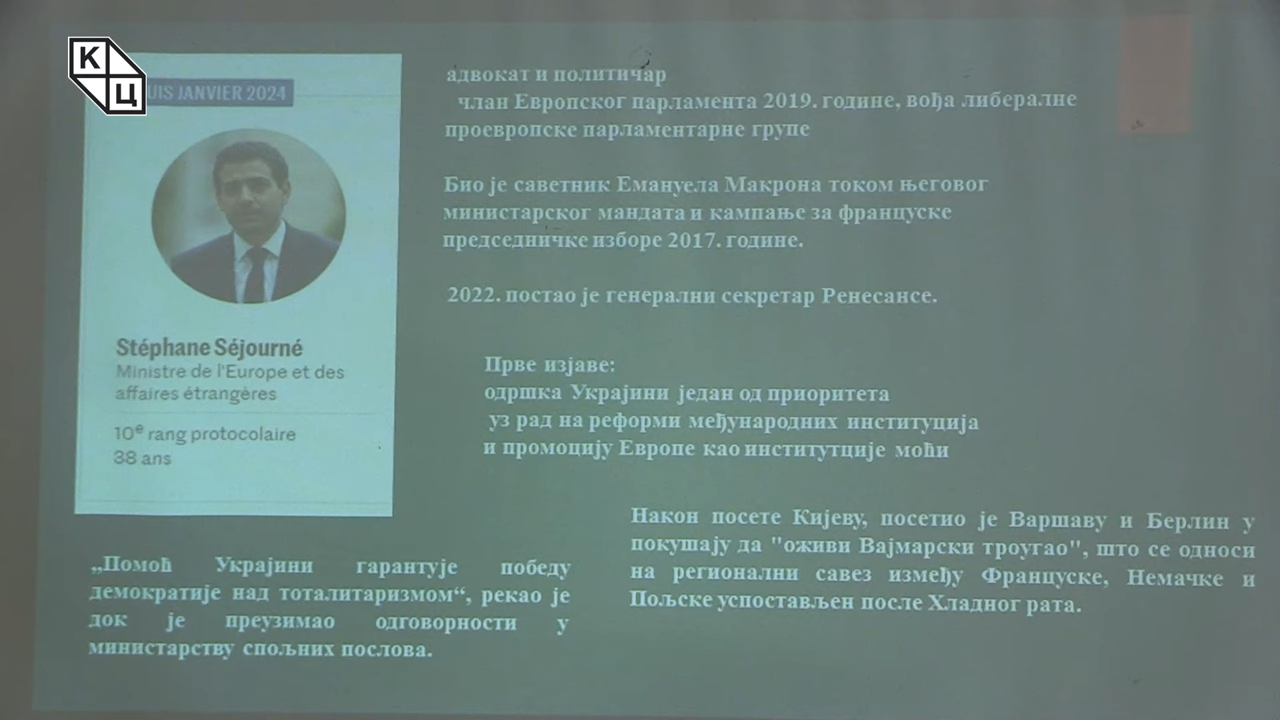 К
Ц
UIS JANVIER 2024
Stéphane Séjourné
Ministre de l'Europe et des
affaires étrangères
10e rang protocolaire
38 ans
адвокат и политичар
члан Европског парламента 2019. године, вођа либералне
проевропске парламентарне групе
Био је саветник Емануела Макрона током његовог
министарског мандата и кампање за француске
председничке изборе 2017. године.
2022. постао је генерални секретар Ренесансе.
Прве изјаве:
одршка Украјини један од приоритета
уз рад на реформи међународних институција
и промоцију Европе као институтције моћи
„Помоћ Украјини гарантује победу
демократије над тоталитаризмом“, рекао је
док је преузимао одговорности у
министарству спољних послова.
Након посете Кијеву, посетио је Варшаву и Берлин у
покушају да "оживи Вајмарски троугао", што се односи
на регионални савез између Француске, Немачке и
Пољске успостављен после Хладног рата.